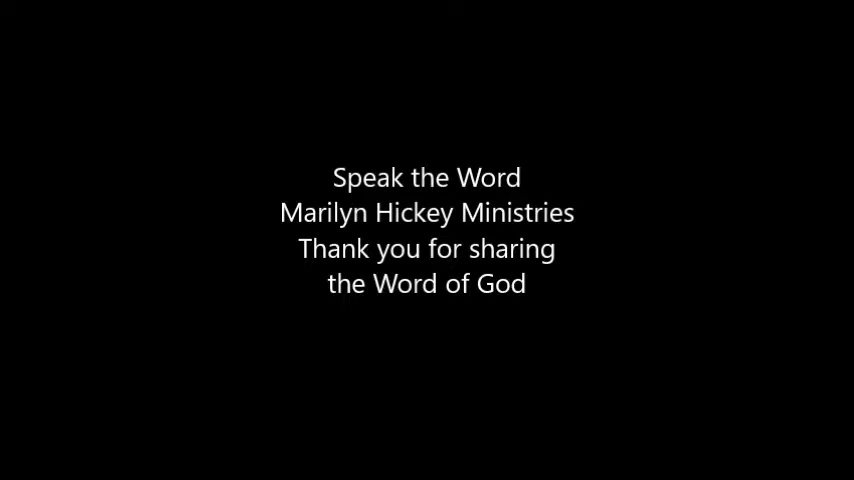 Speak the Word
Marilyn Hickey Ministries
Thank you for sharing
the Word of God